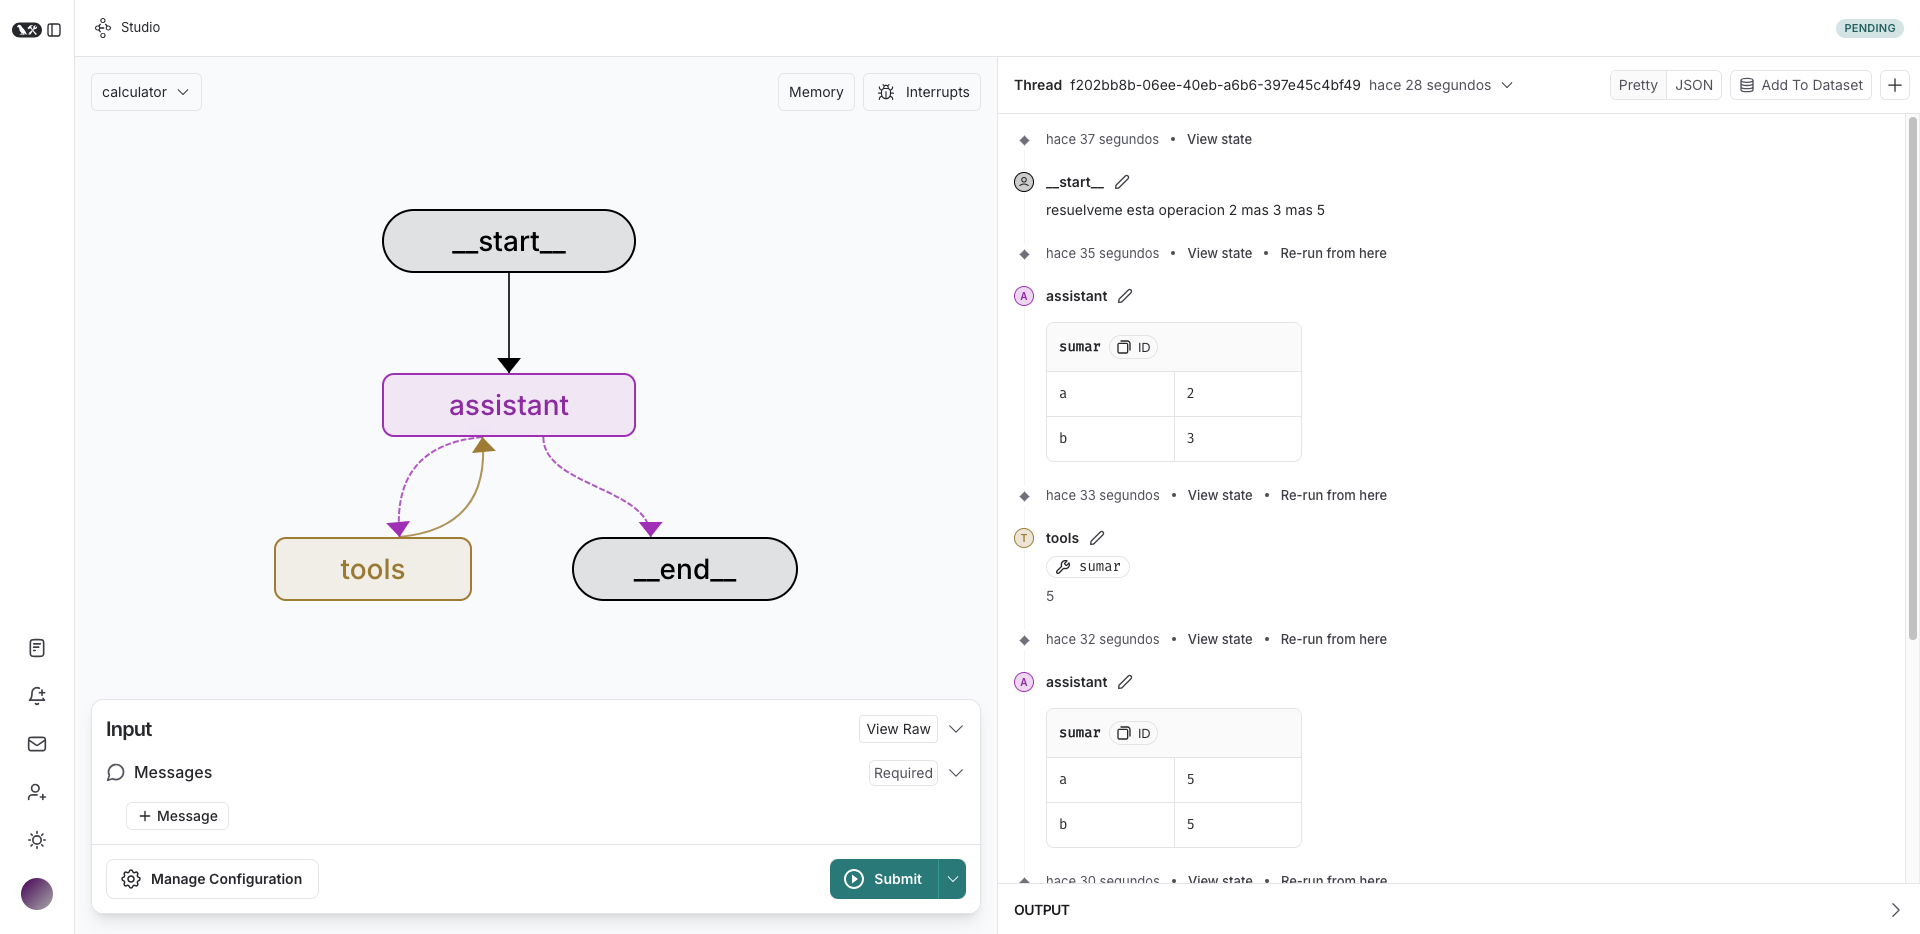 Studio
PENDING
calculator
Memory
Interrupts
__start__
assistant
tools
__end__
Input
View Raw
Messages
Required
+ Message
Manage Configuration
Submit
Thread f202bb8b-06ee-40eb-a6b6-397e45c4bf49 hace 28 segundos
Pretty JSON
Add To Dataset
hace 37 segundos • View state
__start__
resuelveme esta operacion 2 mas 3 mas 5
hace 35 segundos • View state • Re-run from here
A assistant
sumar ID
a 2
b 3
hace 33 segundos • View state • Re-run from here
T tools
sumar
5
hace 32 segundos • View state • Re-run from here
A assistant
sumar ID
a 5
b 5
hace 30 segundos View state Re-run from here
OUTPUT